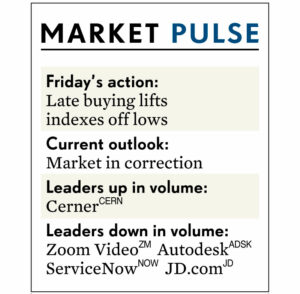 MARKET PULSE
Friday's action:
Late buying lifts
indexes off lows
Current outlook:
Market in correction
Leaders up in volume:
Cerner CERN
Leaders down in volume:
Zoom Video ZM Autodesk ADSK
ServiceNow NOW JD.com JD